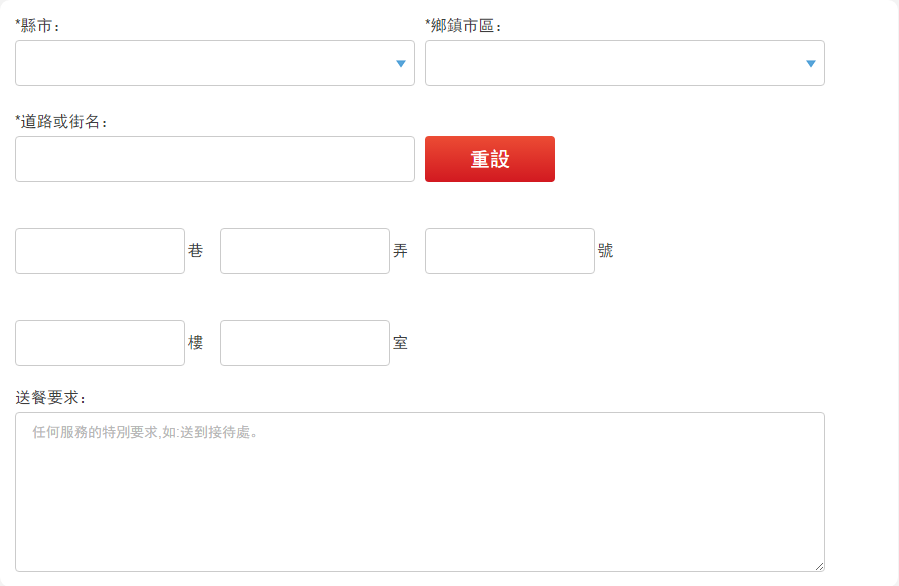 *縣市： *鄉鎮市區：
*道路或街名：
重設
巷 弄 號
樓 室
送餐要求：
任何服務的特別要求,如:送到接待處。